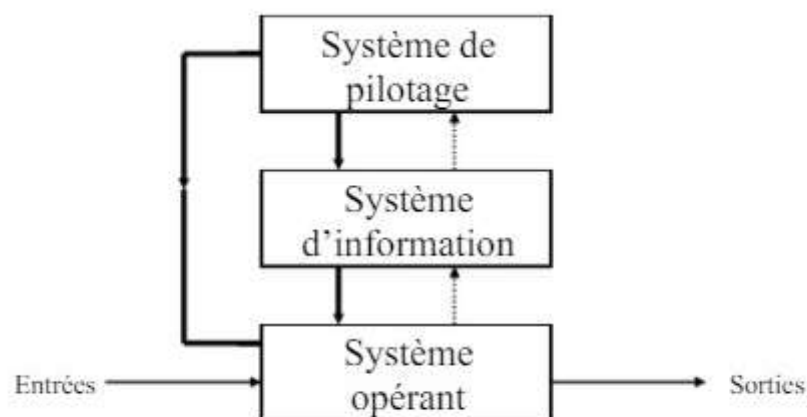 Système de
pilotage
Système
d'information
Système
opérant
Entrées
Sorties